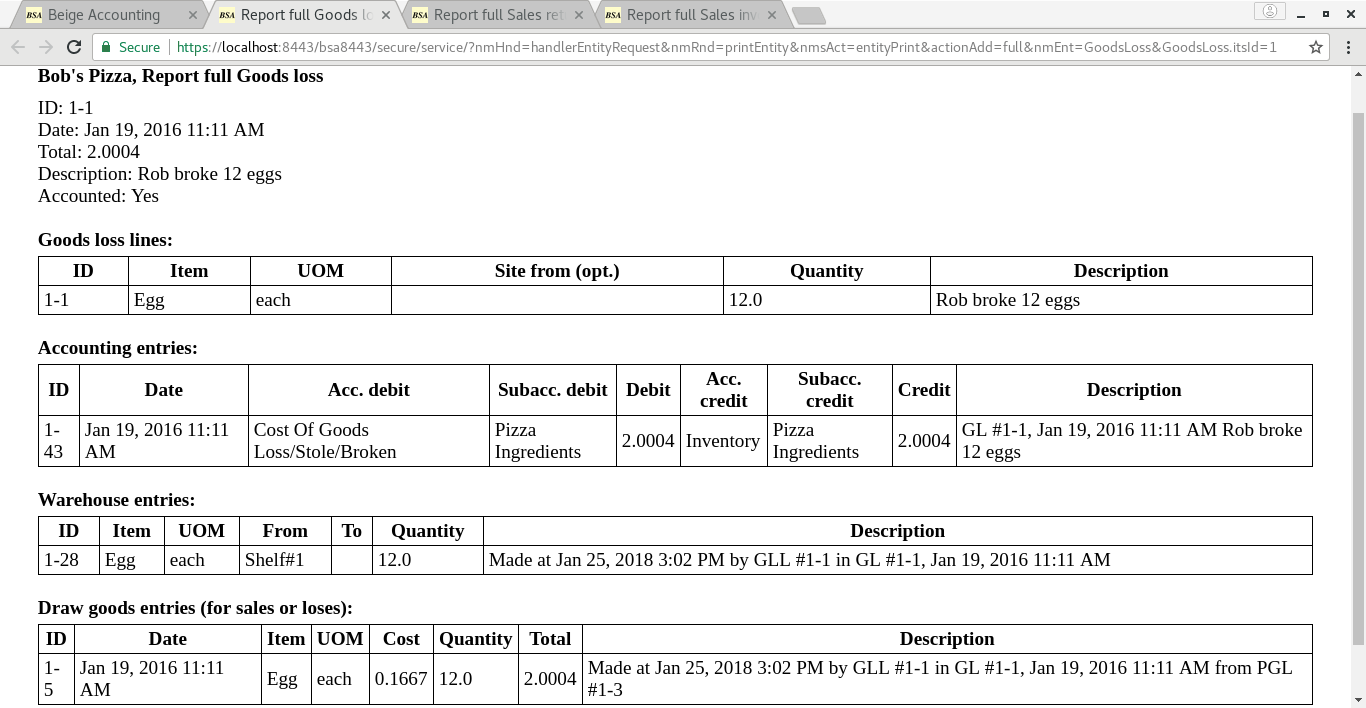 BSA Beige Accounting
BSA Report full Goods lo
BSA Report full Sales ret
BSA Report full Sales inv
Secure https://localhost:8443/bsa8443/secure/service/?nmHnd=handlerEntityRequest&nmRnd=printEntity&nmsAct=entityPrint&actionAdd=full&nmEnt=GoodsLoss&GoodsLoss.itsId=1
Bob's Pizza, Report full Goods loss
ID: 1-1
Date: Jan 19, 2016 11:11 AM
Total: 2.0004
Description: Rob broke 12 eggs
Accounted: Yes
Goods loss lines:
ID Item UOM Site from (opt.) Quantity Description
1-1 Egg each 12.0 Rob broke 12 eggs
Accounting entries:
ID Date Acc. debit Subacc. debit Debit Acc. credit Subacc. credit Credit Description
1-43 Jan 19, 2016 11:11 AM Cost Of Goods Loss/Stole/Broken Pizza Ingredients 2.0004 Inventory Pizza Ingredients 2.0004 GL #1-1, Jan 19, 2016 11:11 AM Rob broke 12 eggs
Warehouse entries:
ID Item UOM From To Quantity Description
1-28 Egg each Shelf#1 12.0 Made at Jan 25, 2018 3:02 PM by GLL #1-1 in GL #1-1, Jan 19, 2016 11:11 AM
Draw goods entries (for sales or loses):
ID Date Item UOM Cost Quantity Total Description
1-5 Jan 19, 2016 11:11 AM Egg each 0.1667 12.0 2.0004 Made at Jan 25, 2018 3:02 PM by GLL #1-1 in GL #1-1, Jan 19, 2016 11:11 AM from PGL #1-3